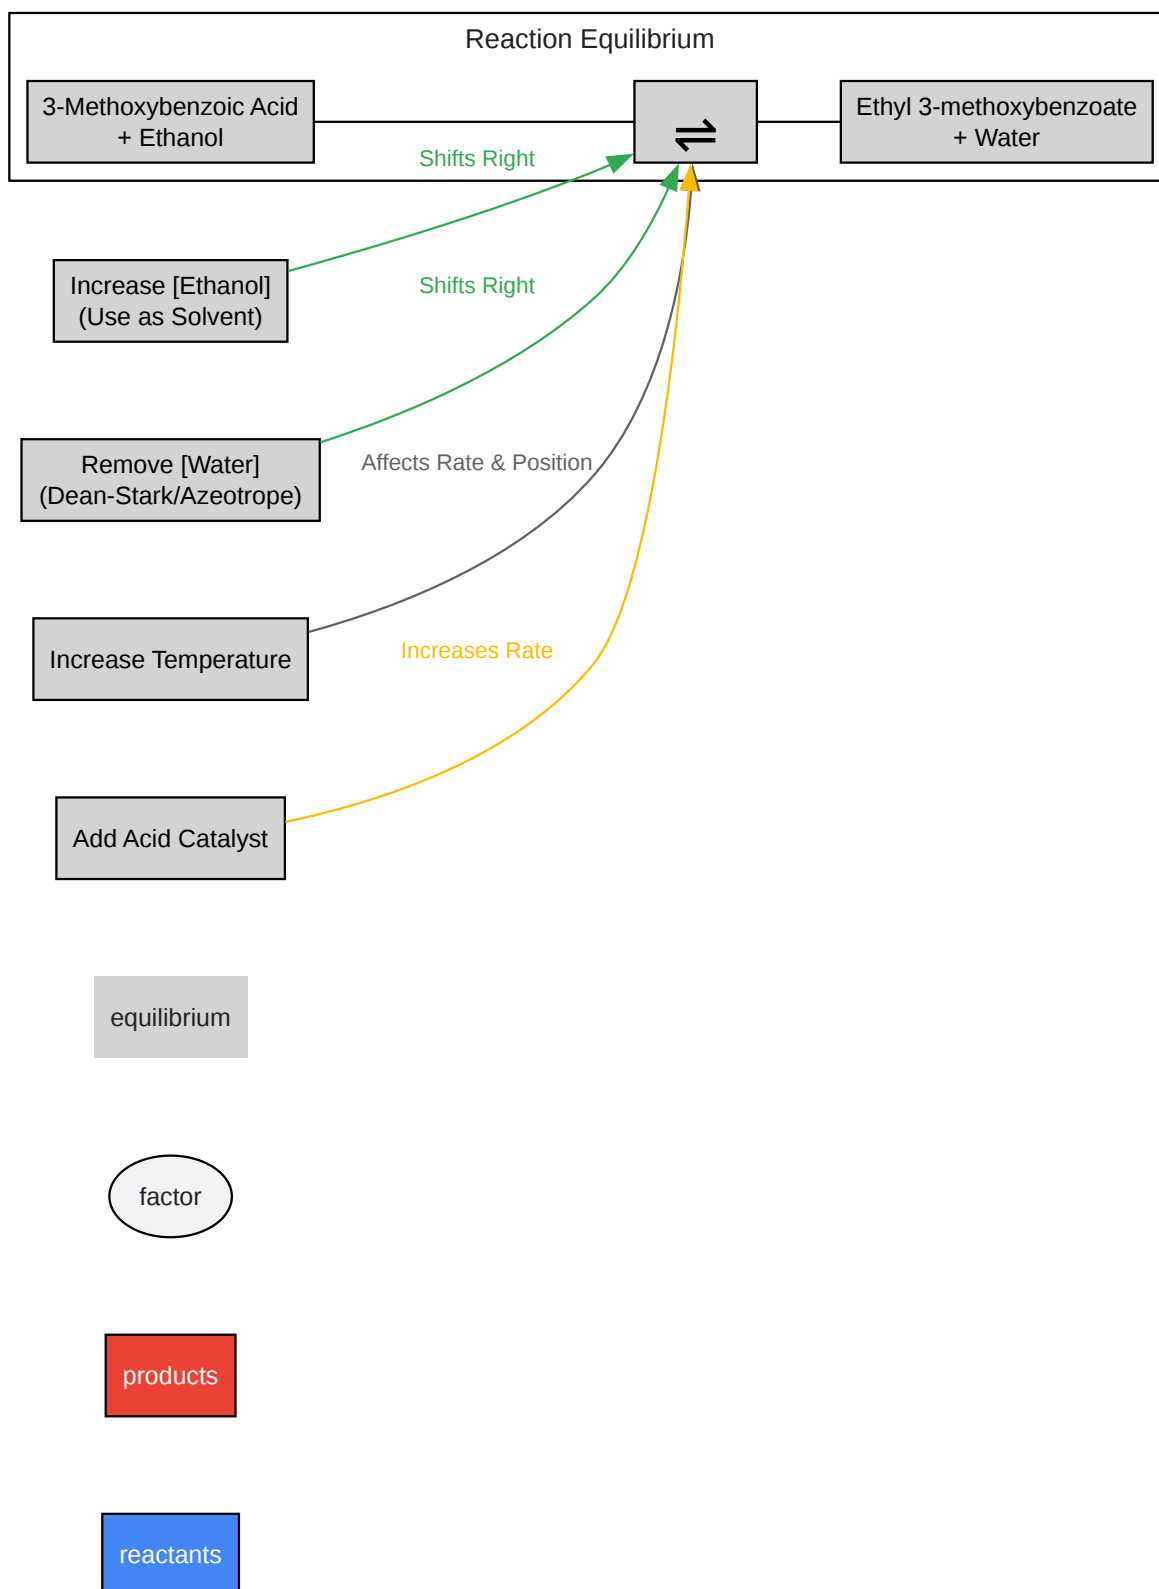 Reaction Equilibrium
3-Methoxybenzoic Acid
+ Ethanol
⇌
Ethyl 3-methoxybenzoate
+ Water
Shifts Right
Increase [Ethanol]
(Use as Solvent)
Shifts Right
Remove [Water]
(Dean-Stark/Azeotrope)
Affects Rate & Position
Increase Temperature
Increases Rate
Add Acid Catalyst
equilibrium
factor
products
reactants